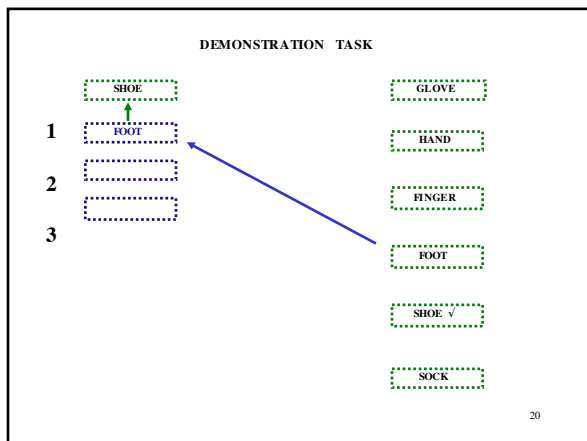 DEMONSTRATION TASK
SHOE
1
FOOT
2
3
GLOVE
HAND
FINGER
FOOT
SHOE √
SOCK
20